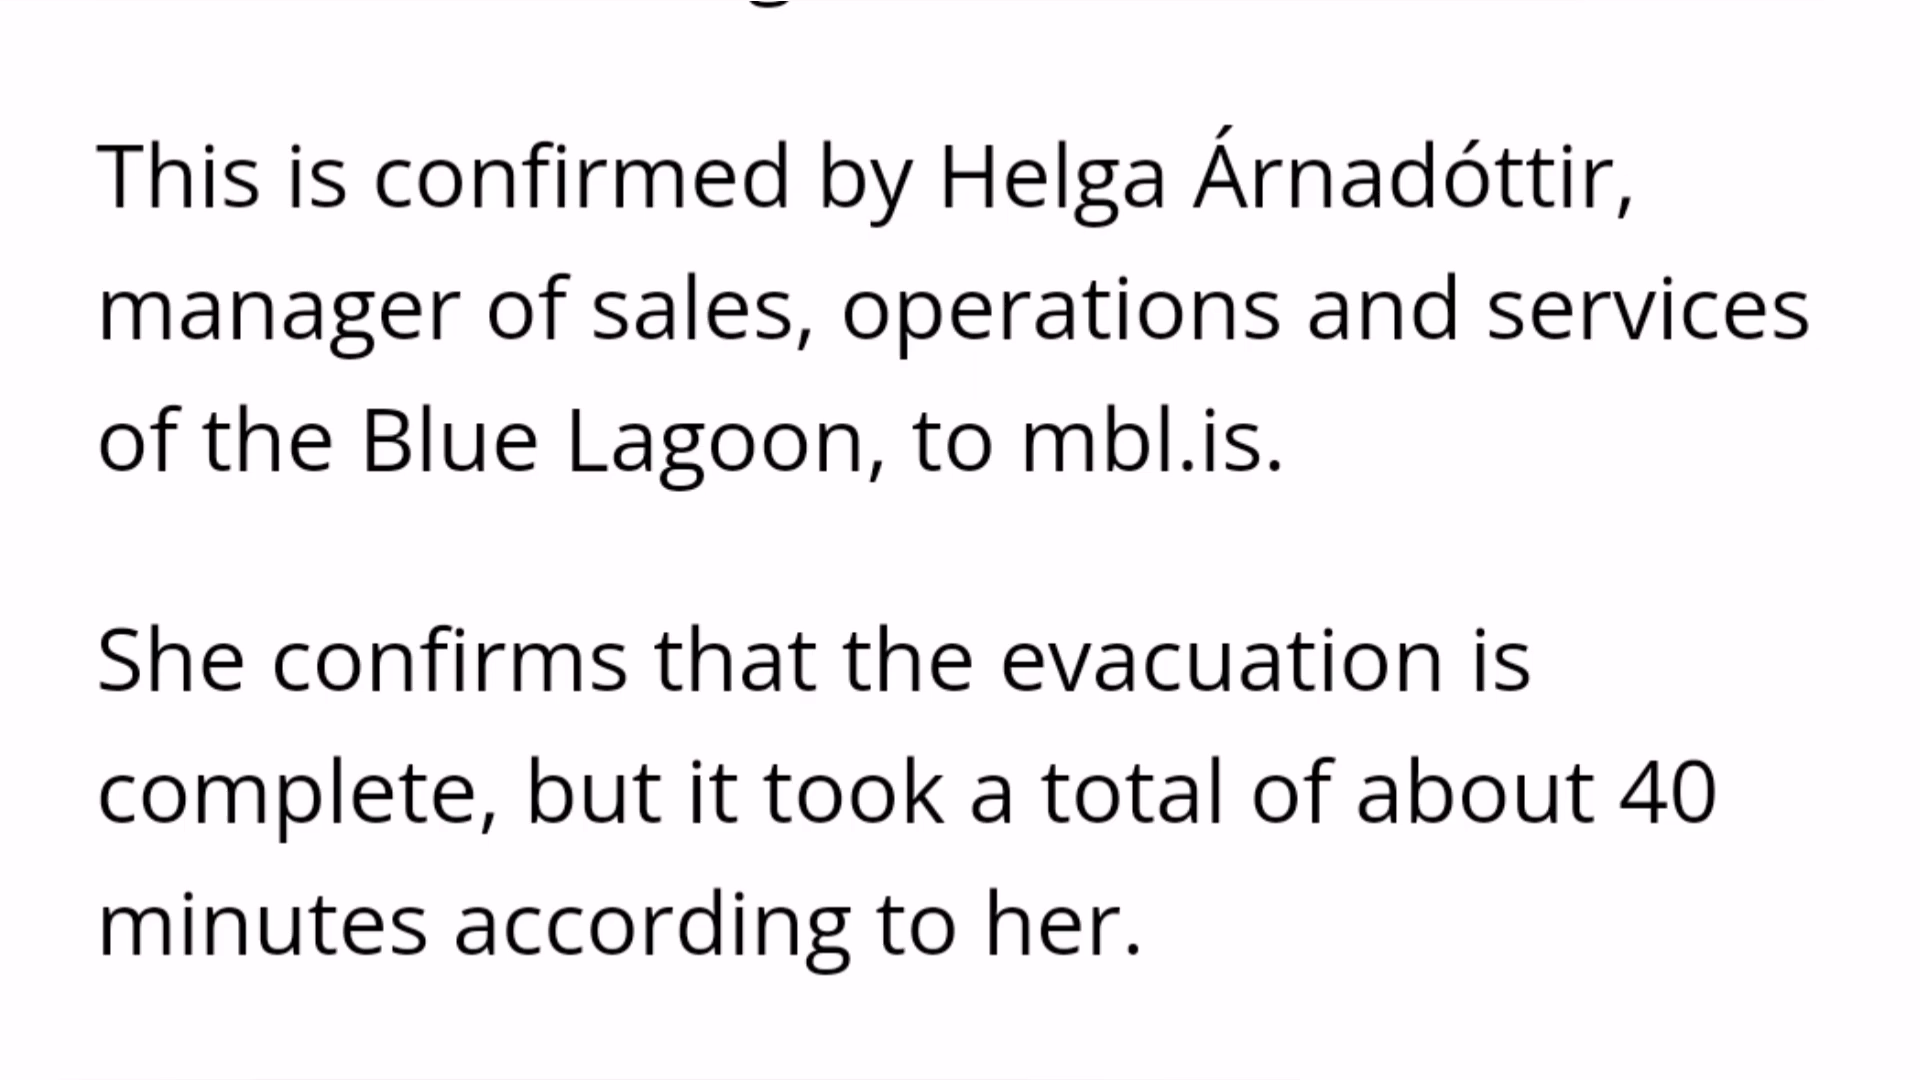 This is confirmed by Helga Árnadóttir,
manager of sales, operations and services
of the Blue Lagoon, to mbl.is.
She confirms that the evacuation is
complete, but it took a total of about 40
minutes according to her.